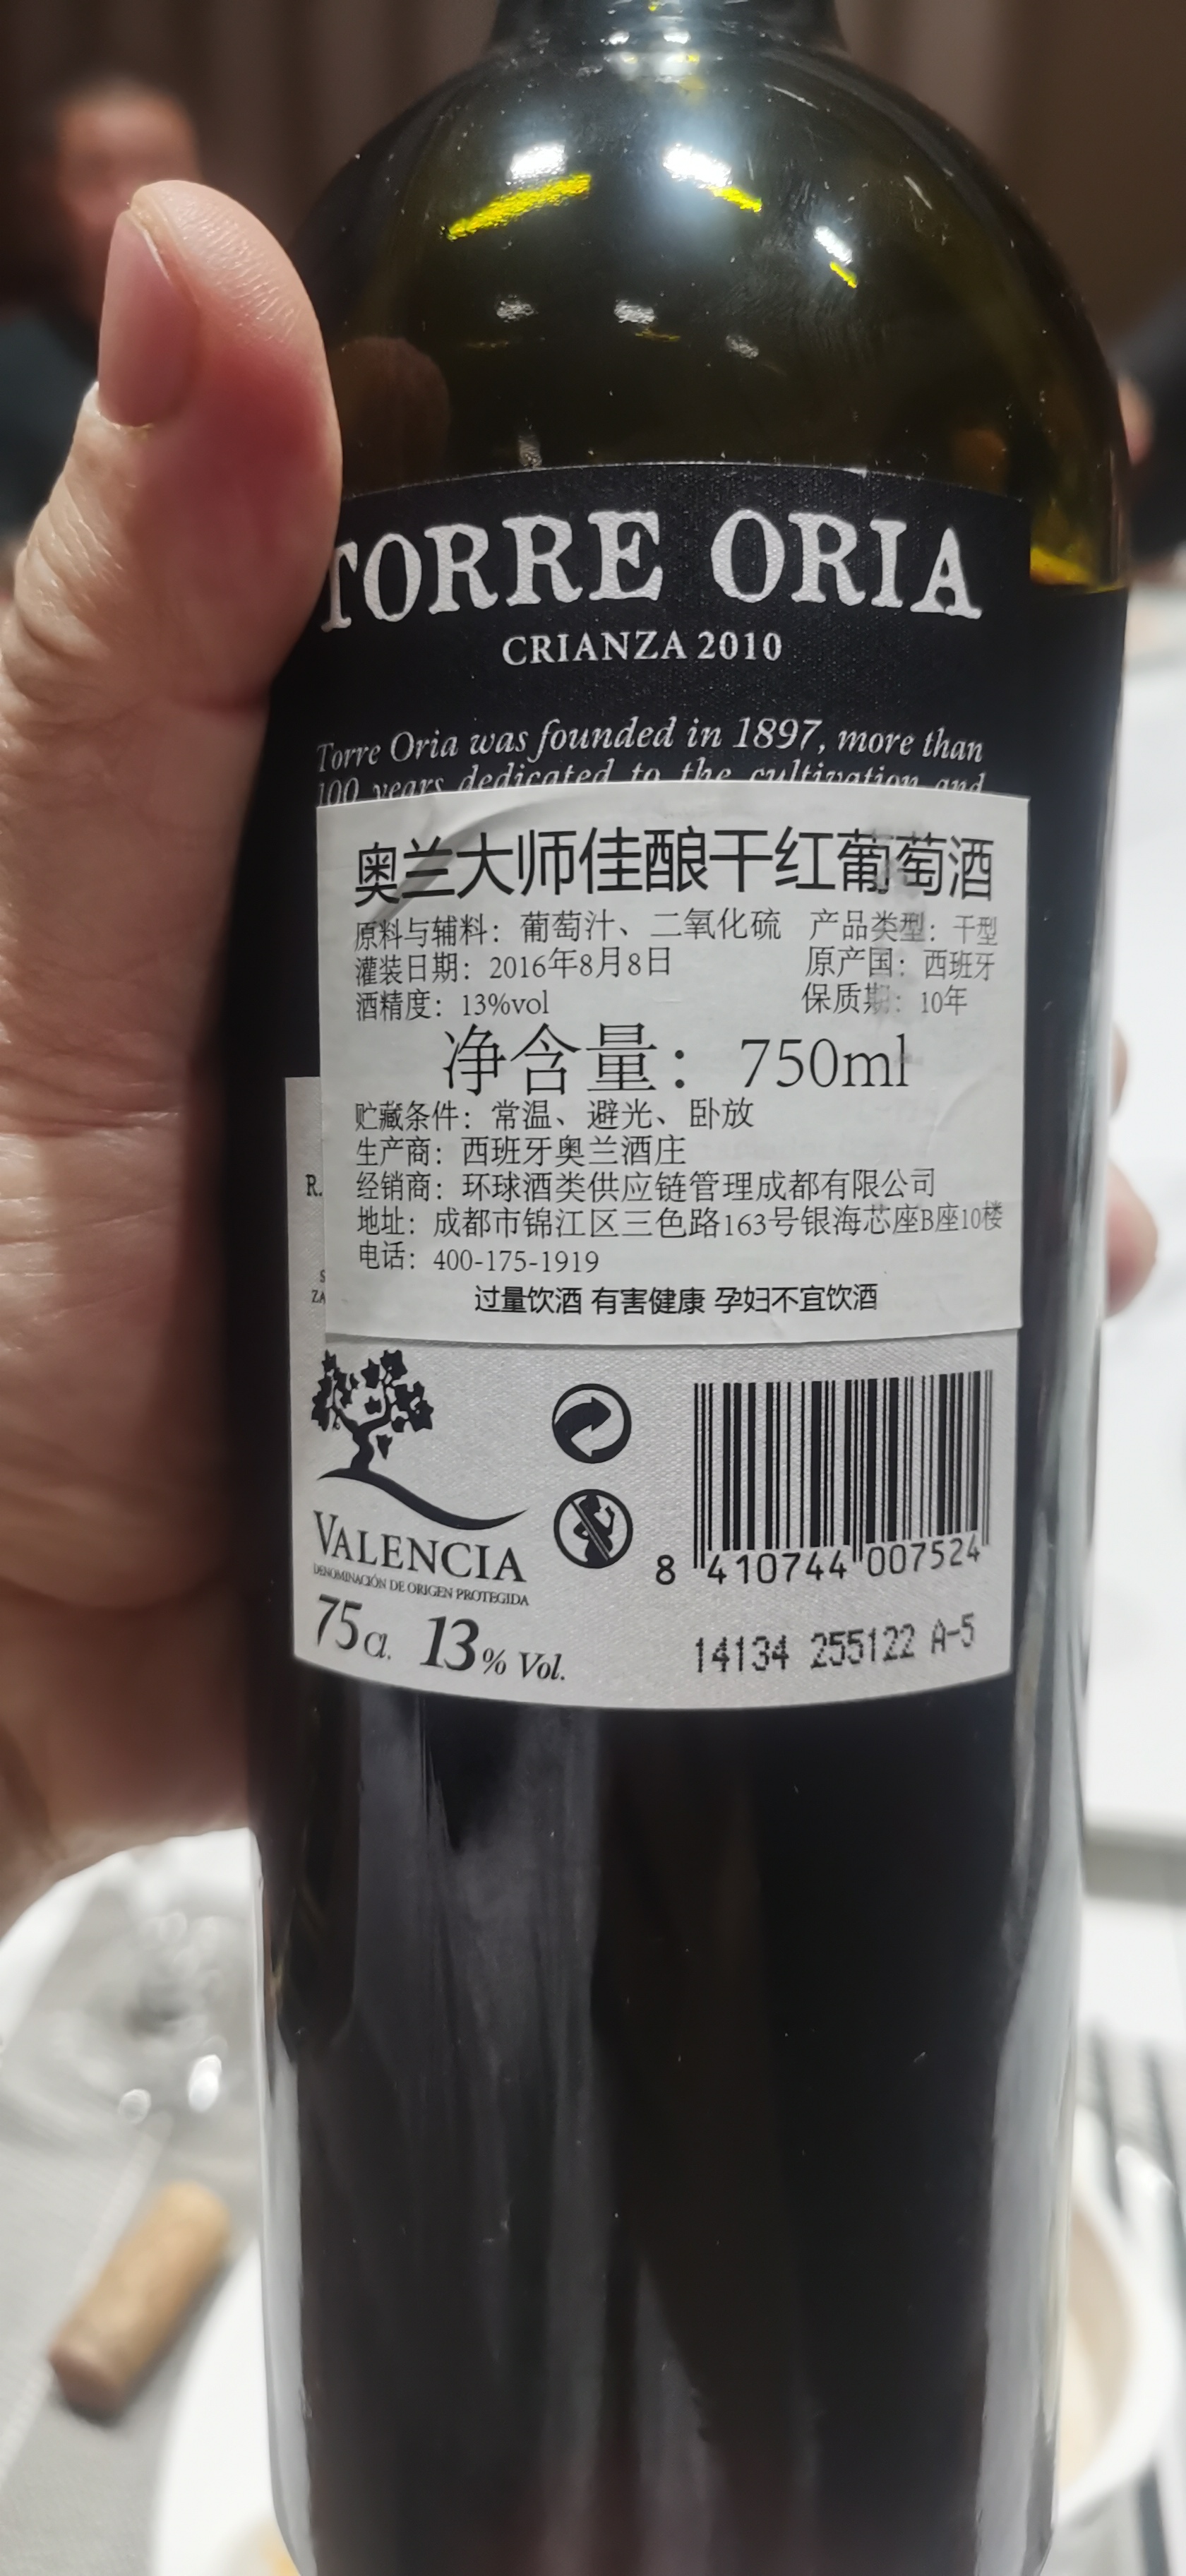 TORRE ORIA
CRIANZA 2010
Torre Oria was founded in 1897, more than
100 years dedicated to the cultivation and
奥兰大师佳酿干红葡萄酒
原料与辅料：葡萄汁、二氧化硫 产品类型：干型
灌装日期：2016年8月8日 原产国：西班牙
酒精度：13%vol 保质期：10年
净含量：750ml
贮藏条件：常温、避光、卧放
生产商：西班牙奥兰酒庄
R.
经销商：环球酒类供应链管理成都有限公司
地址：成都市锦江区三色路163号银海芯座B座10楼
电话：400-175-1919
S
ZA
过量饮酒 有害健康 孕妇不宜饮酒
VALENCIA
DENOMINACIÓN DE ORIGEN PROTEGIDA
75cl. 13% Vol.
8 410744 007524
14134 255122 A-5